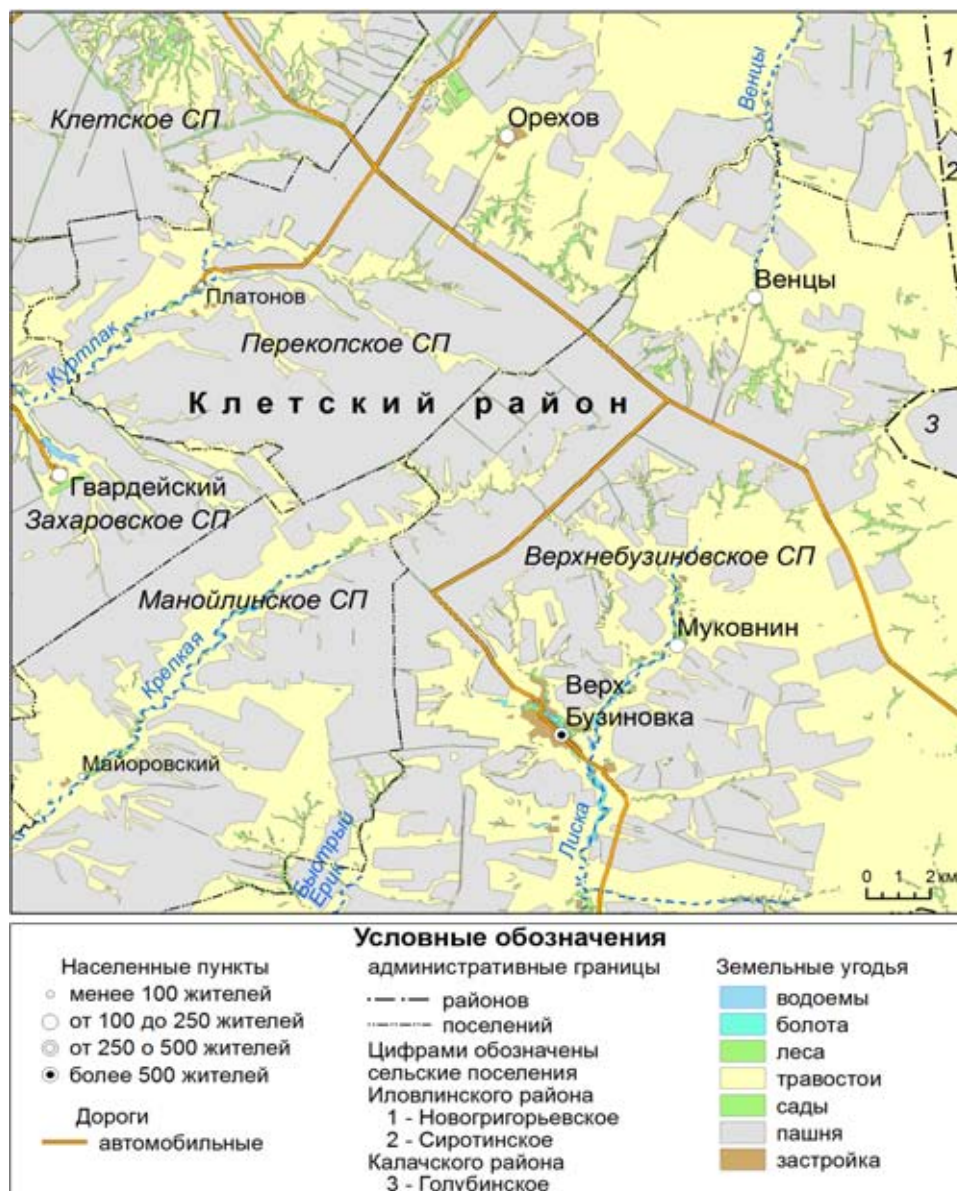 1
Венцы
Клетское СП
Орехов
2
Венцы
Платонов
Куртлак
Перекопское СП
Клетский район
3
Гвардейский
Захаровское СП
Верхнебузиновское СП
Манойлинское СП
Муковнин
Крепкая
Верх.
Бузиновка
Майоровский
Лиска
Быстрый
Ерик
0 2 км
Условные обозначения
Населенные пункты
менее 100 жителей
от 100 до 250 жителей
от 250 о 500 жителей
более 500 жителей
Дороги
автомобильные
административные границы
районов
поселений
Цифрами обозначены
сельские поселения
Иловлинского района
1 - Новогригорьевское
2 - Сиротинское
Калачского района
3 - Голубинское
Земельные угодья
водоемы
болота
леса
травостои
сады
пашня
застройка